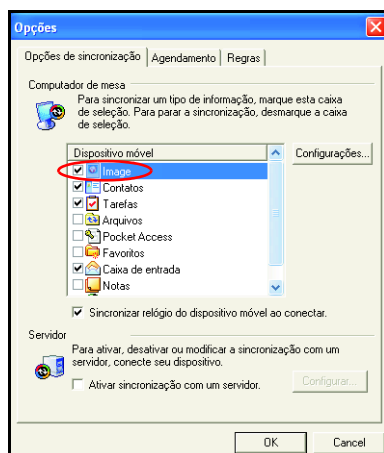 Opções
Opções de sincronização Agendamento Regras
Computador de mesa
Para sincronizar um tipo de informação, marque esta caixa
de seleção. Para parar a sincronização, desmarque a caixa
de seleção.
Dispositivo móvel
Configurações...
Image
Contatos
Tarefas
Arquivos
Pocket Access
Favoritos
Caixa de entrada
Notas
Sincronizar relógio do dispositivo móvel ao conectar.
Servidor
Para ativar, desativar ou modificar a sincronização com um
servidor, conecte seu dispositivo.
Ativar sincronização com um servidor.
Configurar...
OK Cancel